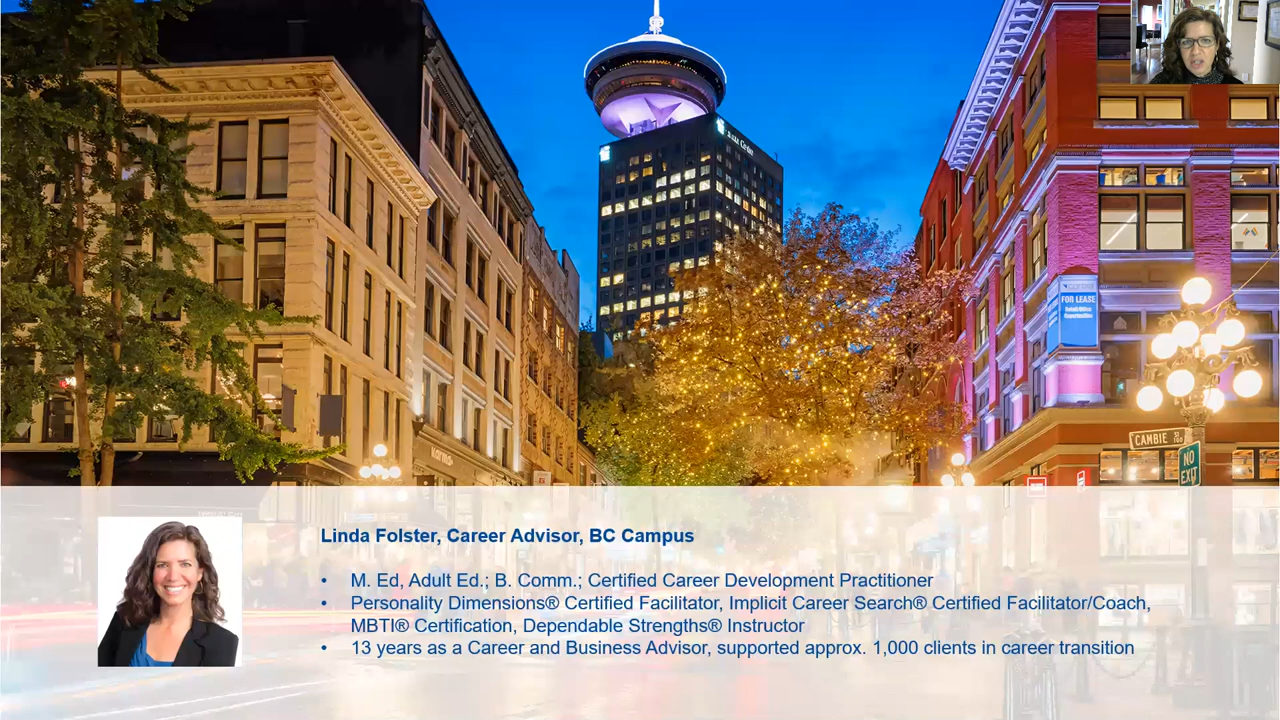 FOR LEASE
CAMBIE ST
NO
EXIT
Linda Folster, Career Advisor, BC Campus
• M. Ed, Adult Ed.; B. Comm.; Certified Career Development Practitioner
• Personality Dimensions® Certified Facilitator, Implicit Career Search® Certified Facilitator/Coach,
MBTI® Certification, Dependable Strengths® Instructor
• 13 years as a Career and Business Advisor, supported approx. 1,000 clients in career transition